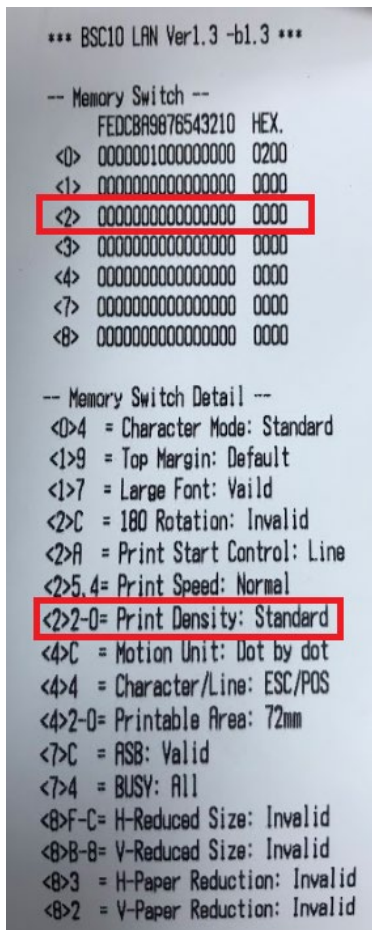 *** BSC10 LAN Ver1.3 -b1.3 ***
-- Memory Switch --
FEDCBA9876543210 HEX.
<0> 0000001000000000 0200
<1> 0000000000000000 0000
<2> 0000000000000000 0000
<3> 0000000000000000 0000
<4> 0000000000000000 0000
<7> 0000000000000000 0000
<8> 0000000000000000 0000
-- Memory Switch Detail --
<0>4 = Character Mode: Standard
<1>9 = Top Margin: Default
<1>7 = Large Font: Vaild
<2>C = 180 Rotation: Invalid
<2>A = Print Start Control: Line
<2>5,4= Print Speed: Normal
<2>2-0= Print Density: Standard
<4>C = Motion Unit: Dot by dot
<4>4 = Character/Line: ESC/POS
<4>2-0= Printable Area: 72mm
<7>C = ASB: Valid
<7>4 = BUSY: All
<8>F-C= H-Reduced Size: Invalid
<8>B-8= V-Reduced Size: Invalid
<8>3 = H-Paper Reduction: Invalid
<8>2 = V-Paper Reduction: Invalid